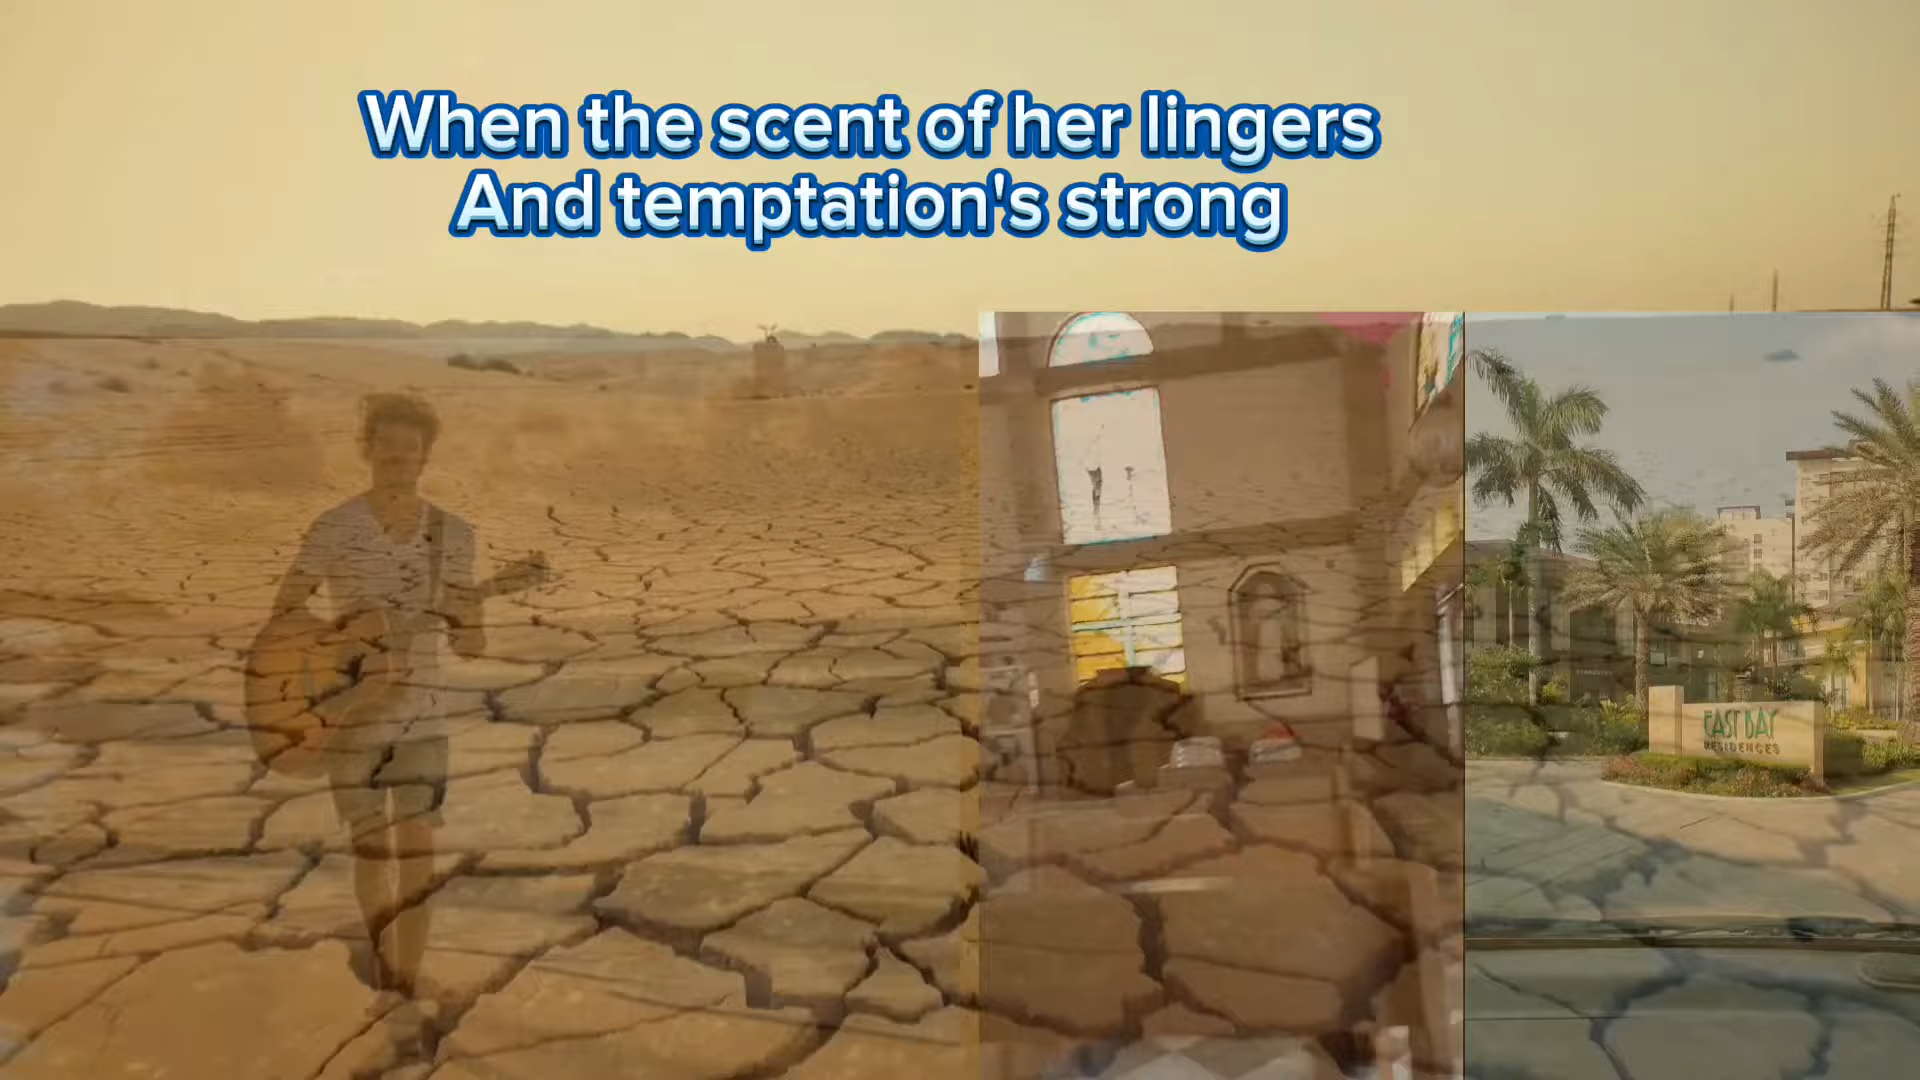 When the scent of her lingers
And temptation's strong
EAST BAY
RESIDENCES